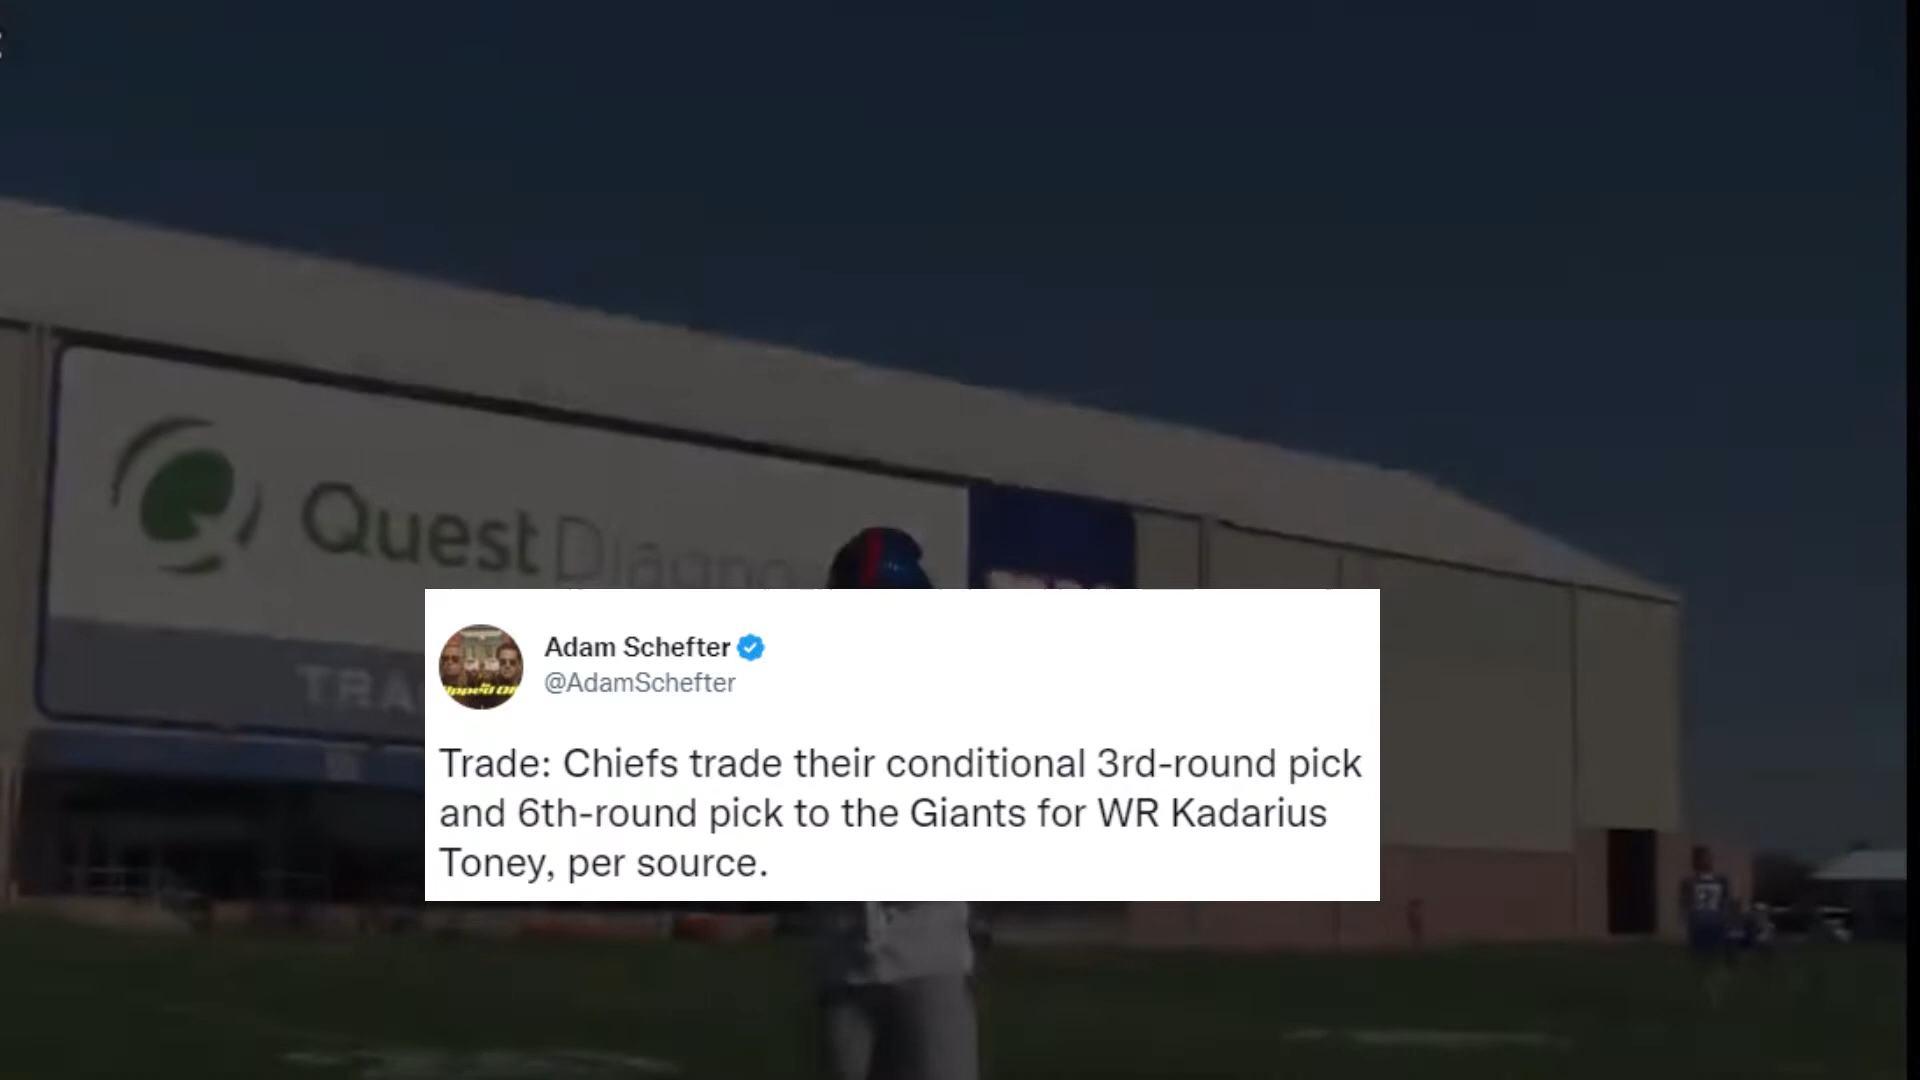 Quest Diagno
TRA
Adam Schefter
@AdamSchefter
Trade: Chiefs trade their conditional 3rd-round pick
and 6th-round pick to the Giants for WR Kadarius
Toney, per source.